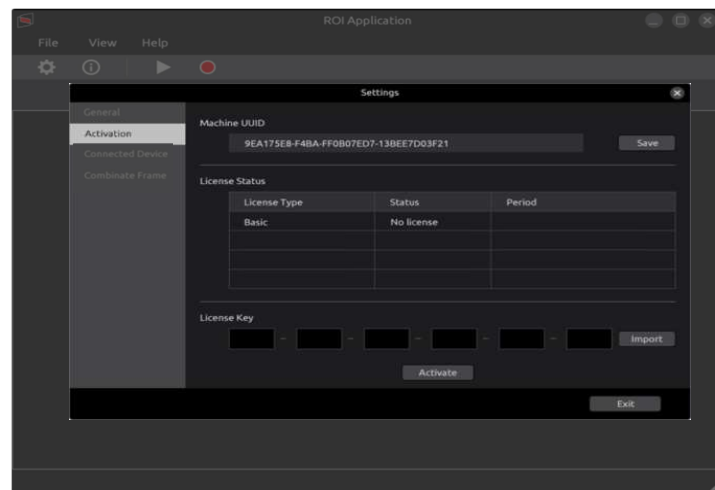 ROI Application
File View Help
Settings
General
Activation
Connected Device
Combinate Frame
Machine UUID
9EA175E8-F4BA-FF0B07ED7-13BEE7D03F21 Save
License Status
License Type Status Period
Basic No license
License Key
- - - - - Import
Activate
Exit